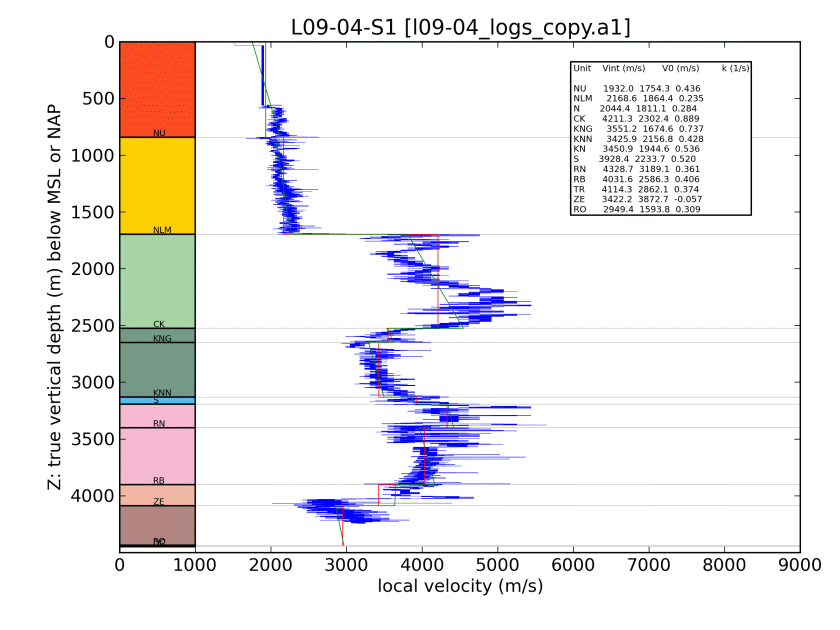 L09-04-S1 [l09-04_logs_copy.a1]
Z: true vertical depth (m) below MSL or NAP
0
500
1000
1500
2000
2500
3000
3500
4000
NU
NLM
CK
KNG
KNN
S
RN
RB
ZE
Unit Vint (m/s) V0 (m/s) k (1/s)
NU 1932.0 1754.3 0.436
NLM 2168.6 1864.4 0.235
N 2044.4 1811.1 0.284
CK 4211.3 2302.4 0.889
KNG 3551.2 1674.6 0.737
KNN 3425.9 2156.8 0.428
KN 3450.9 1944.6 0.536
S 3928.4 2233.7 0.520
RN 4328.7 3189.1 0.361
RB 4031.6 2586.3 0.406
TR 4114.3 2862.1 0.374
ZE 3422.2 3872.7 -0.057
RO 2949.4 1593.8 0.309
0 1000 2000 3000 4000 5000 6000 7000 8000 9000
local velocity (m/s)